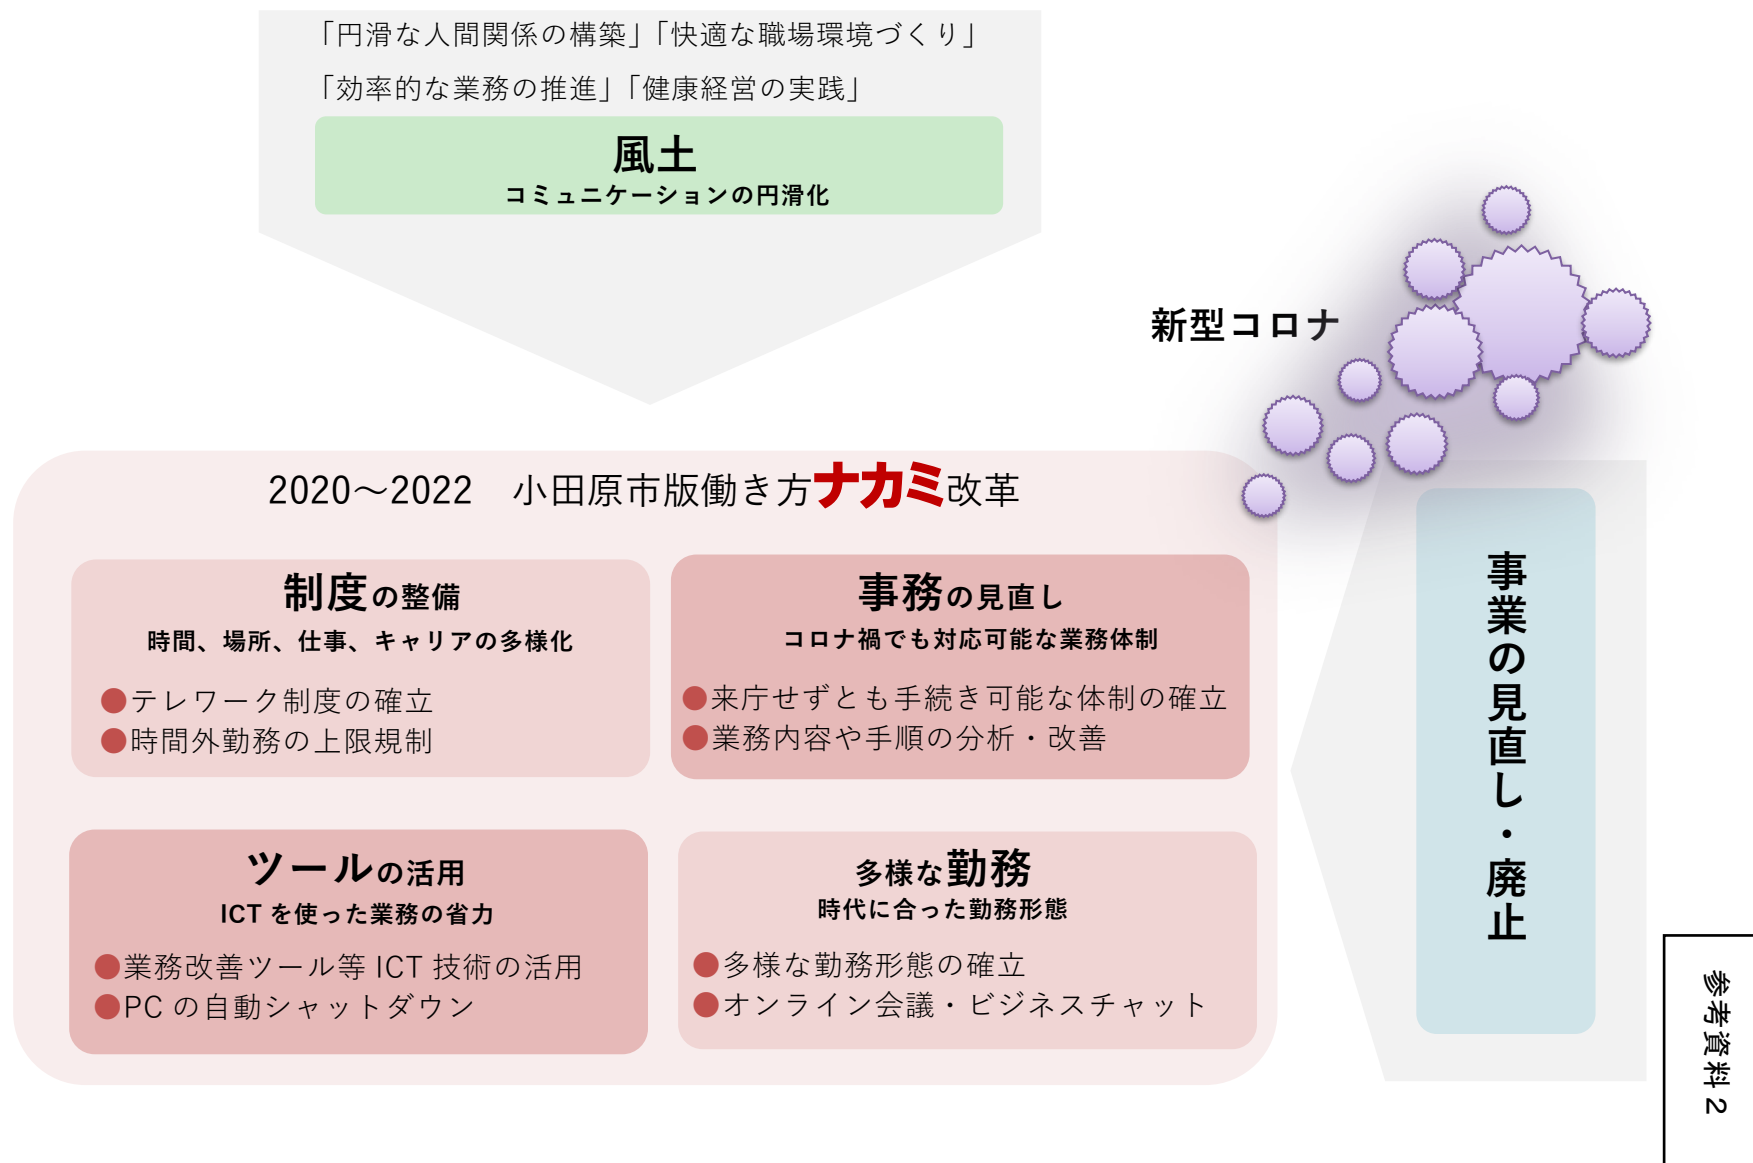 「円滑な人間関係の構築」「快適な職場環境づくり」
「効率的な業務の推進」「健康経営の実践」
風土
コミュニケーションの円滑化
新型コロナ
2020～2022　小田原市版働き方ナカミ改革
制度の整備
時間、場所、仕事、キャリアの多様化
●テレワーク制度の確立
●時間外勤務の上限規制
事務の見直し
コロナ禍でも対応可能な業務体制
●来庁せずとも手続き可能な体制の確立
●業務内容や手順の分析・改善
ツールの活用
ICT を使った業務の省力
●業務改善ツール等 ICT 技術の活用
●PC の自動シャットダウン
多様な勤務
時代に合った勤務形態
●多様な勤務形態の確立
●オンライン会議・ビジネスチャット
事業の見直し・廃止
参考資料２